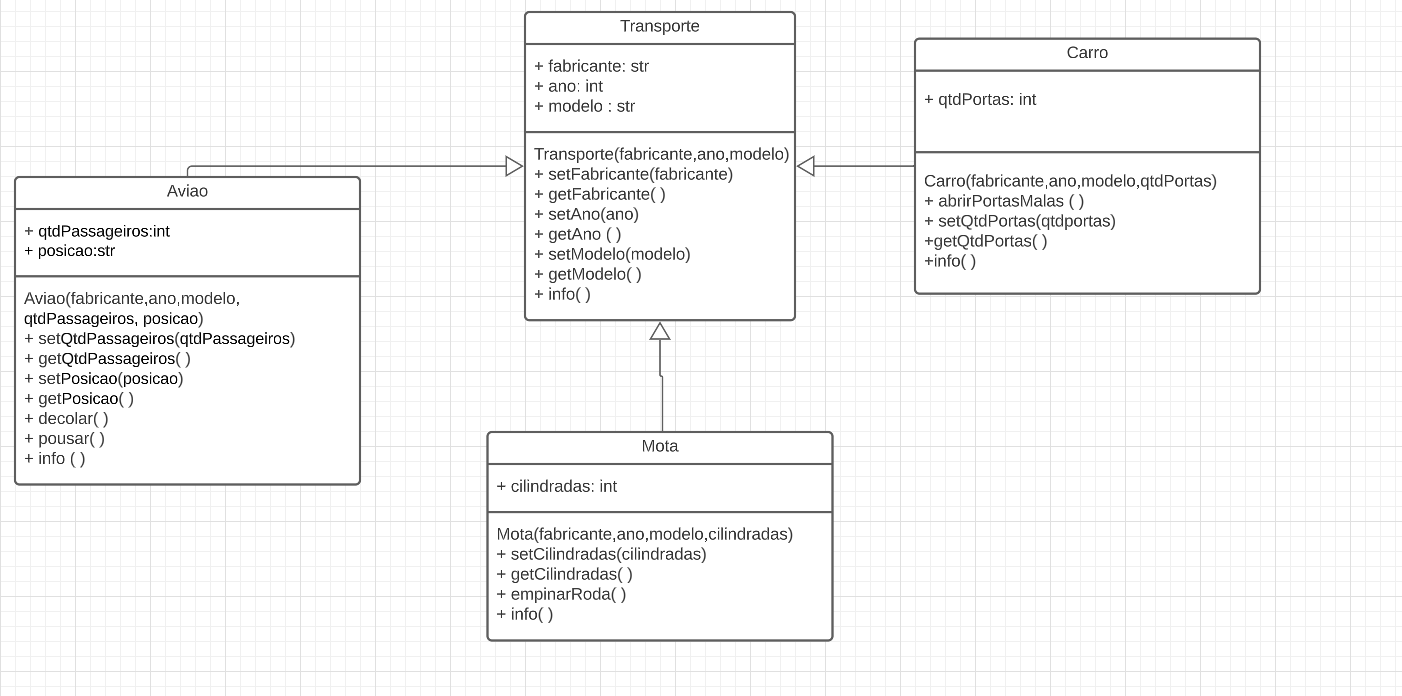 Transporte
+ fabricante: str
+ ano: int
+ modelo : str
Transporte(fabricante,ano,modelo)
+ setFabricante(fabricante)
+ getFabricante( )
+ setAno(ano)
+ getAno ( )
+ setModelo(modelo)
+ getModelo( )
+ info( )
Carro
+ qtdPortas: int
Carro(fabricante,ano,modelo,qtdPortas)
+ abrirPortasMalas ( )
+ setQtdPortas(qtdportas)
+getQtdPortas( )
+info( )
Aviao
+ qtdPassageiros:int
+ posicao:str
Aviao(fabricante,ano,modelo,
qtdPassageiros, posicao)
+ setQtdPassageiros(qtdPassageiros)
+ getQtdPassageiros( )
+ setPosicao(posicao)
+ getPosicao( )
+ decolar( )
+ pousar( )
+ info ( )
Mota
+ cilindradas: int
Mota(fabricante,ano,modelo,cilindradas)
+ setCilindradas(cilindradas)
+ getCilindradas( )
+ empinarRoda( )
+ info( )